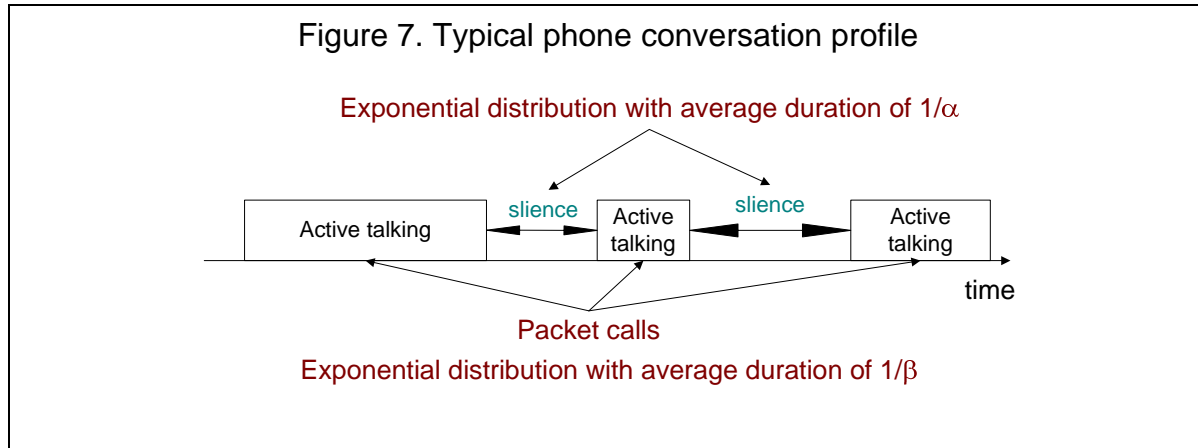 Figure 7. Typical phone conversation profile
Exponential distribution with average duration of 1/α
slience
slience
Active talking
Active
talking
Active
talking
time
Packet calls
Exponential distribution with average duration of 1/β